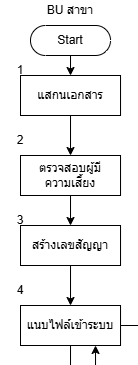 BU สาขา
Start
1
แสกนเอกสาร
2
ตรวจสอบผู้มี
ความเสี่ยง
3
สร้างเลขสัญญา
4
แนบไฟล์เข้าระบบ